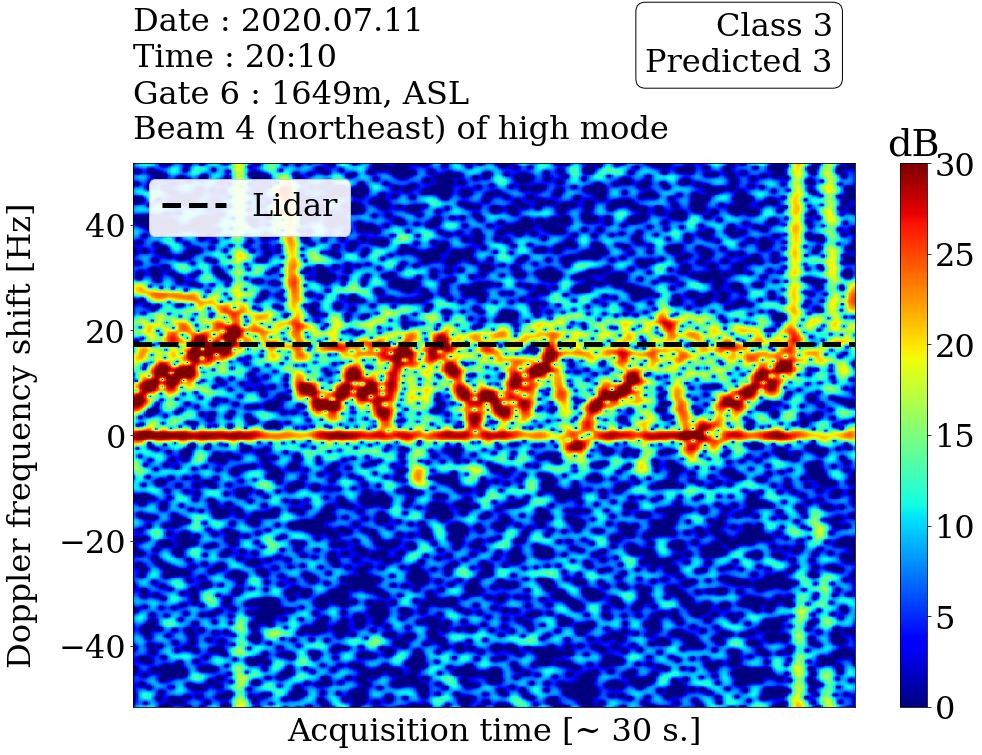 Date : 2020.07.11
Time : 20:10
Gate 6 : 1649m, ASL
Beam 4 (northeast) of high mode
Class 3
Predicted 3
dB
Lidar
Doppler frequency shift [Hz]
40
20
0
−20
−40
30
25
20
15
10
5
0
Acquisition time [~ 30 s.]